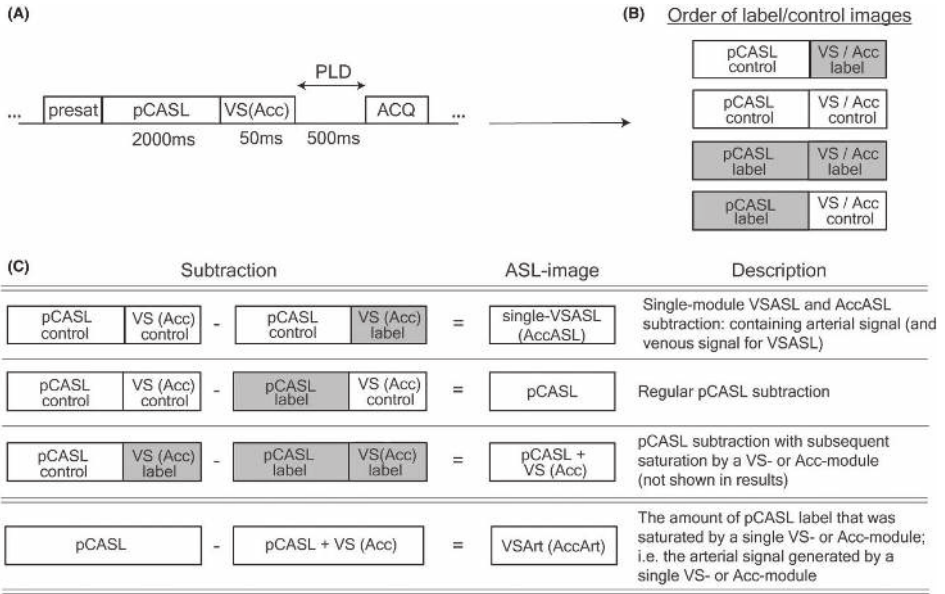 (A)
PLD
... presat pCASL VS(Acc) ACQ ...
2000ms 50ms 500ms
(B) Order of label/control images
pCASL control VS / Acc label
pCASL control VS / Acc control
pCASL label VS / Acc label
pCASL label VS / Acc control
(C)
Subtraction ASL-image Description
pCASL control VS (Acc) control - pCASL control VS (Acc) label = single-VSASL (AccASL)
Single-module VSASL and AccASL
subtraction: containing arterial signal (and
venous signal for VSASL)
pCASL control VS (Acc) control - pCASL label VS (Acc) control = pCASL
Regular pCASL subtraction
pCASL control VS (Acc) label - pCASL label VS(Acc) label = pCASL + VS (Acc)
pCASL subtraction with subsequent
saturation by a VS- or Acc-module
(not shown in results)
pCASL - pCASL + VS (Acc) = VSArt (AccArt)
The amount of pCASL label that was
saturated by a single VS- or Acc-module;
i.e. the arterial signal generated by a
single VS- or Acc-module